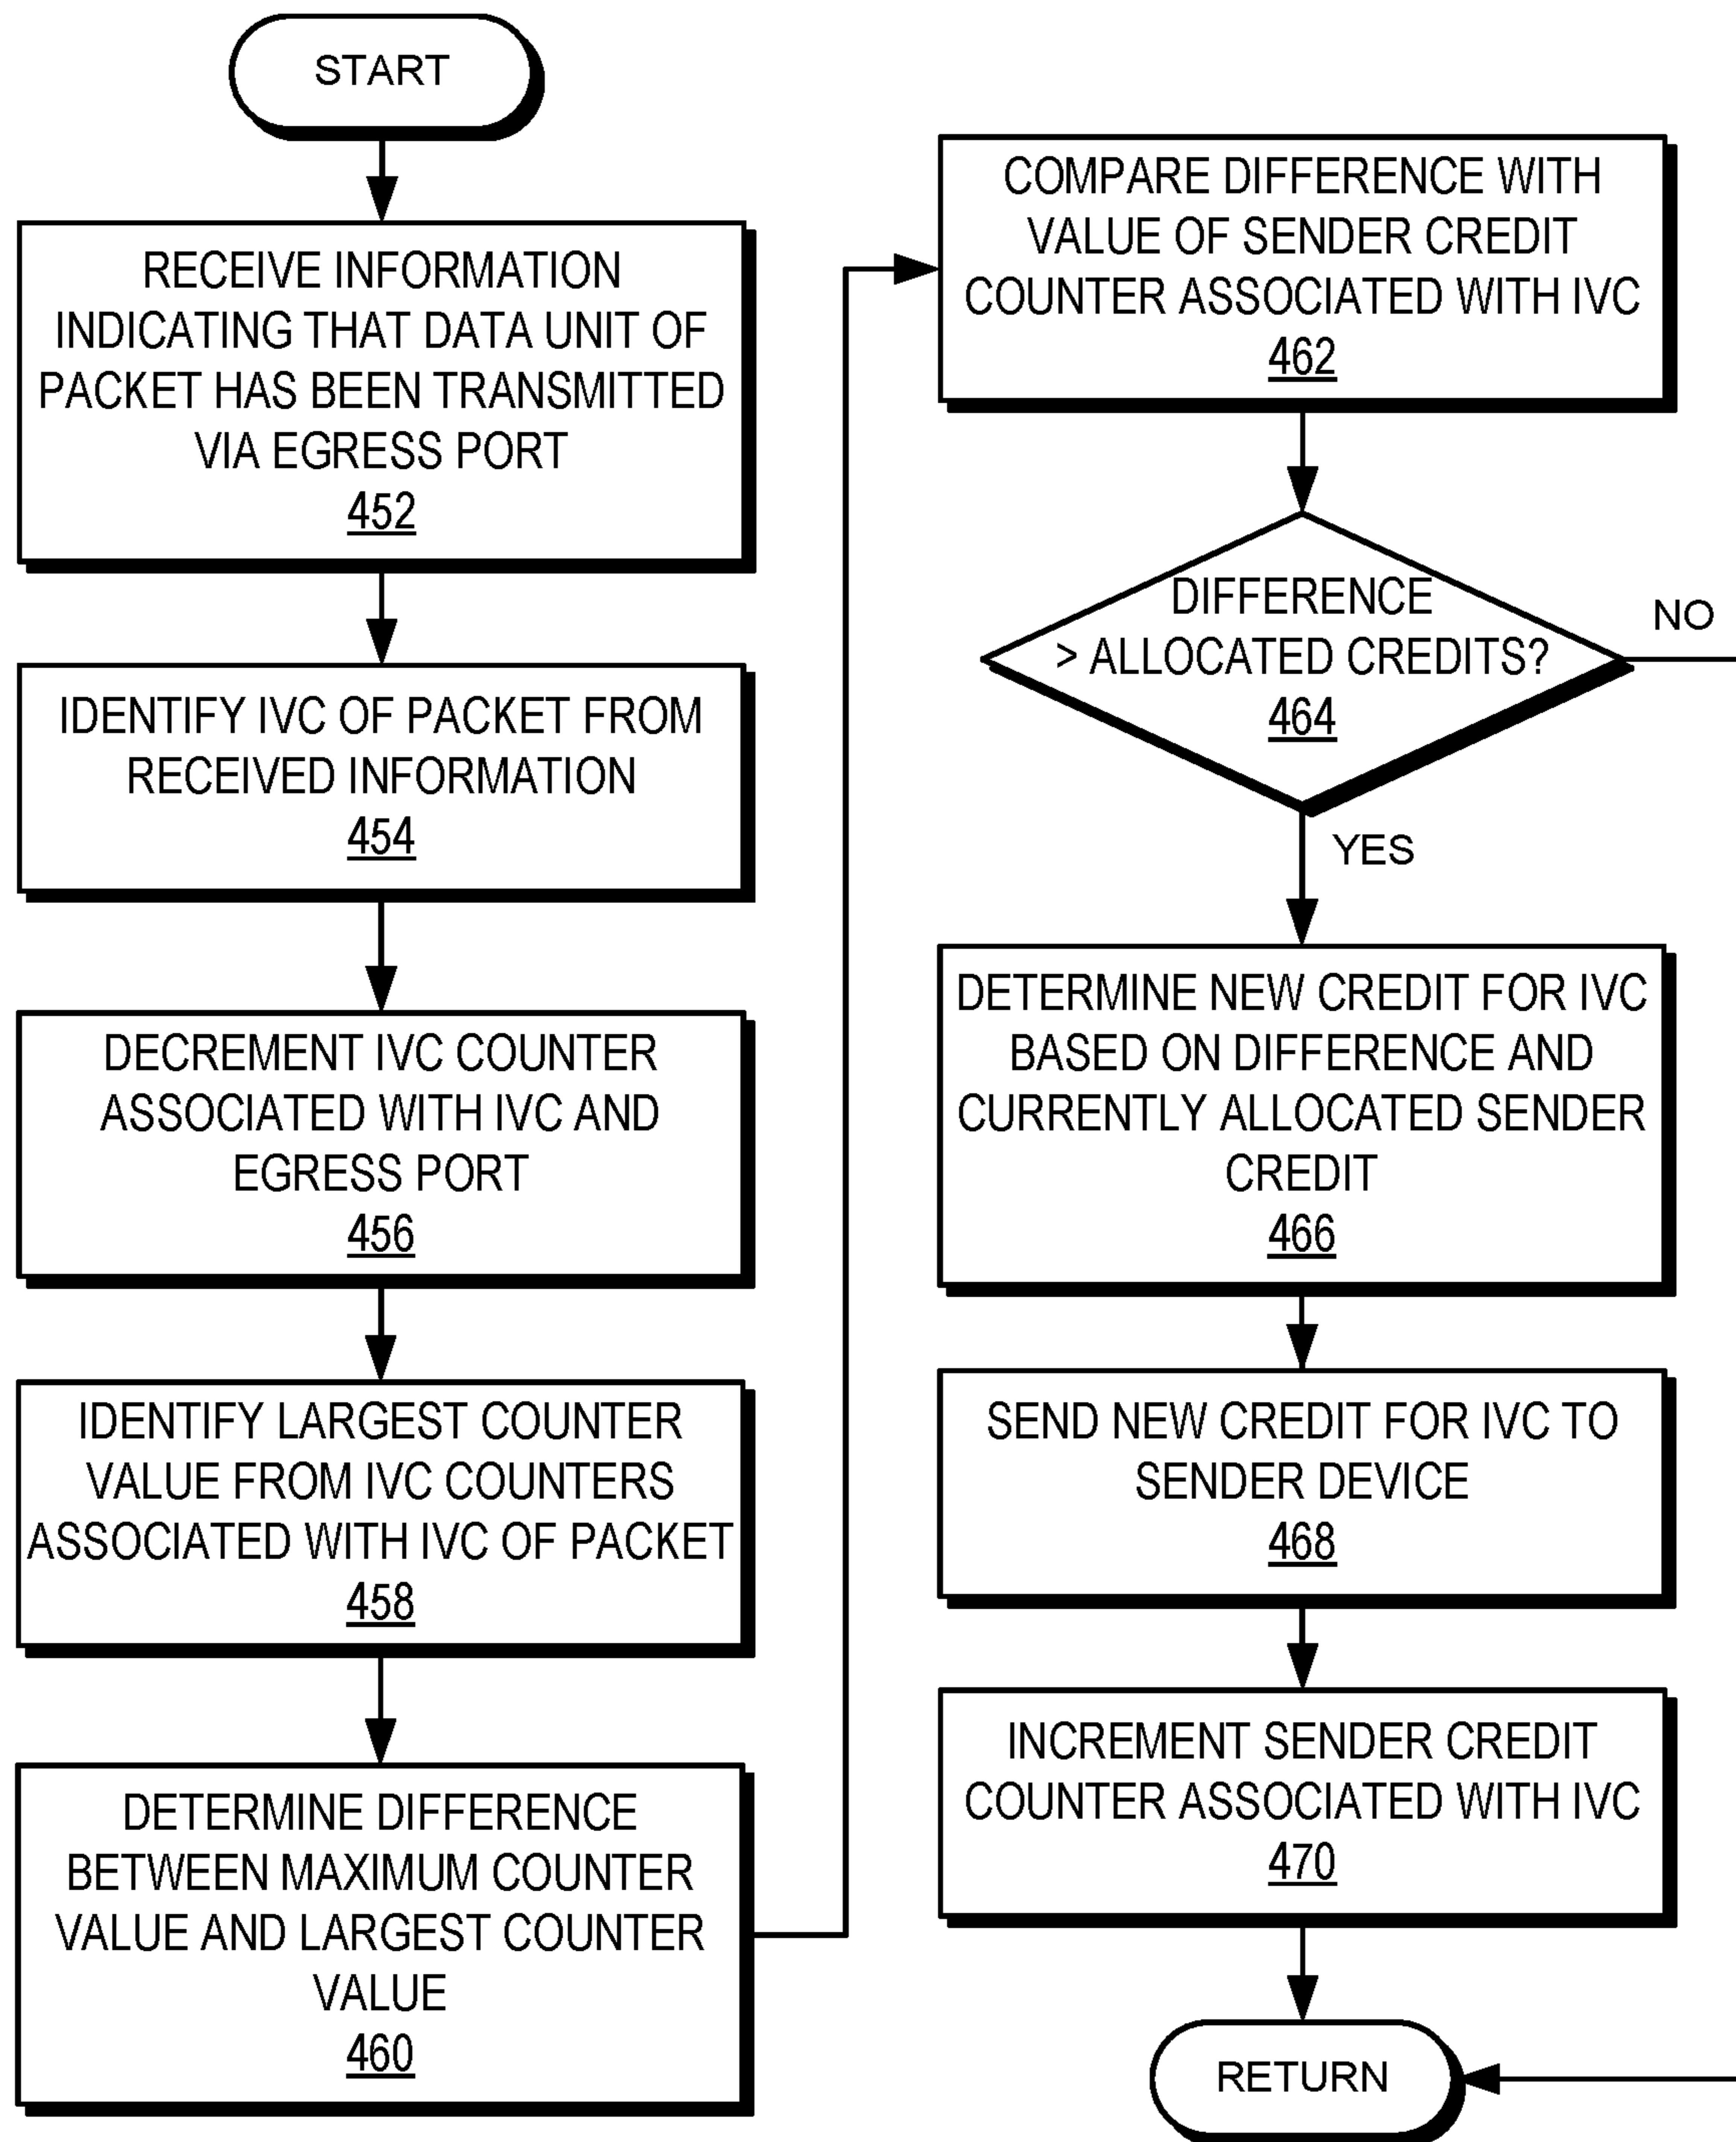 START
RECEIVE INFORMATION
INDICATING THAT DATA UNIT OF
PACKET HAS BEEN TRANSMITTED
VIA EGRESS PORT
452
IDENTIFY IVC OF PACKET FROM
RECEIVED INFORMATION
454
DECREMENT IVC COUNTER
ASSOCIATED WITH IVC AND
EGRESS PORT
456
IDENTIFY LARGEST COUNTER
VALUE FROM IVC COUNTERS
ASSOCIATED WITH IVC OF PACKET
458
DETERMINE DIFFERENCE
BETWEEN MAXIMUM COUNTER
VALUE AND LARGEST COUNTER
VALUE
460
COMPARE DIFFERENCE WITH
VALUE OF SENDER CREDIT
COUNTER ASSOCIATED WITH IVC
462
DIFFERENCE
> ALLOCATED CREDITS?
464
NO
YES
DETERMINE NEW CREDIT FOR IVC
BASED ON DIFFERENCE AND
CURRENTLY ALLOCATED SENDER
CREDIT
466
SEND NEW CREDIT FOR IVC TO
SENDER DEVICE
468
INCREMENT SENDER CREDIT
COUNTER ASSOCIATED WITH IVC
470
RETURN